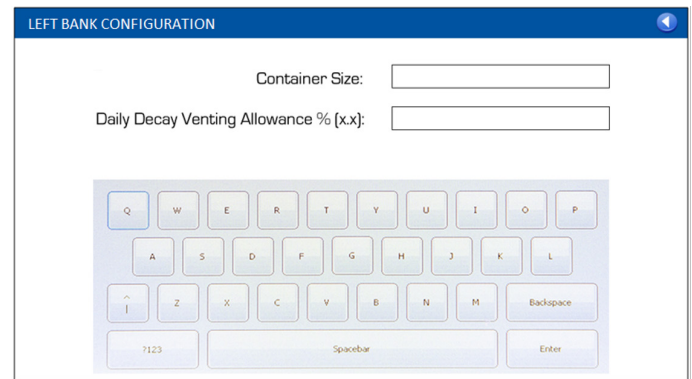 LEFT BANK CONFIGURATION
Container Size:
Daily Decay Venting Allowance % (x.x):
Q W E R T Y U I O P
A S D F G H J K L
Z X C V B N M Backspace
?123 Spacebar Enter